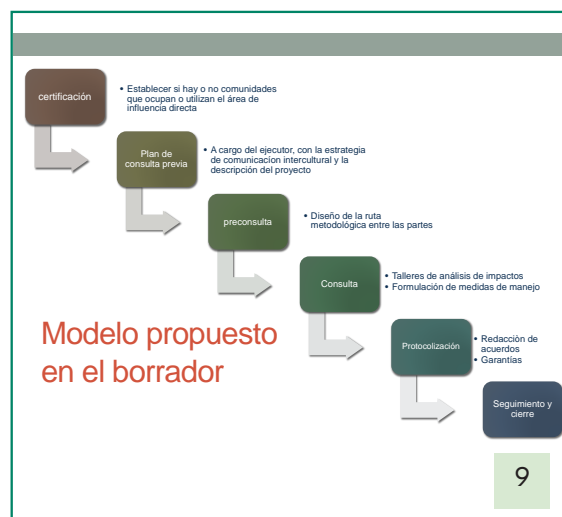 certificación
• Establecer si hay o no comunidades
que ocupan o utilizan el área de
influencia directa
Plan de
consulta previa
• A cargo del ejecutor, con la estrategia
de comunicacíon intercultural y la
descripción del proyecto
preconsulta
• Diseño de la ruta
metodológica entre las partes
Consulta
• Talleres de análisis de impactos
• Formulación de medidas de manejo
Modelo propuesto
en el borrador
Protocolización
• Redacciòn de
acuerdos
• Garantías
Seguimiento y
cierre
9